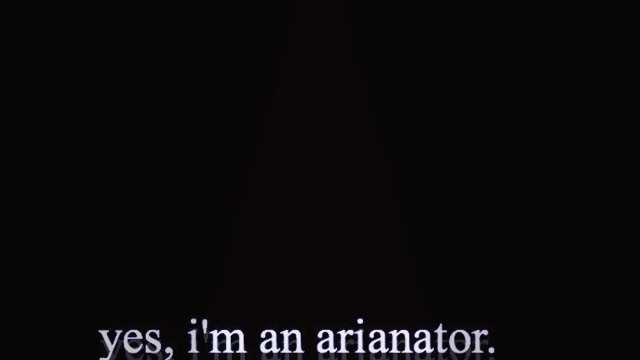 yes, i'm an arianator.